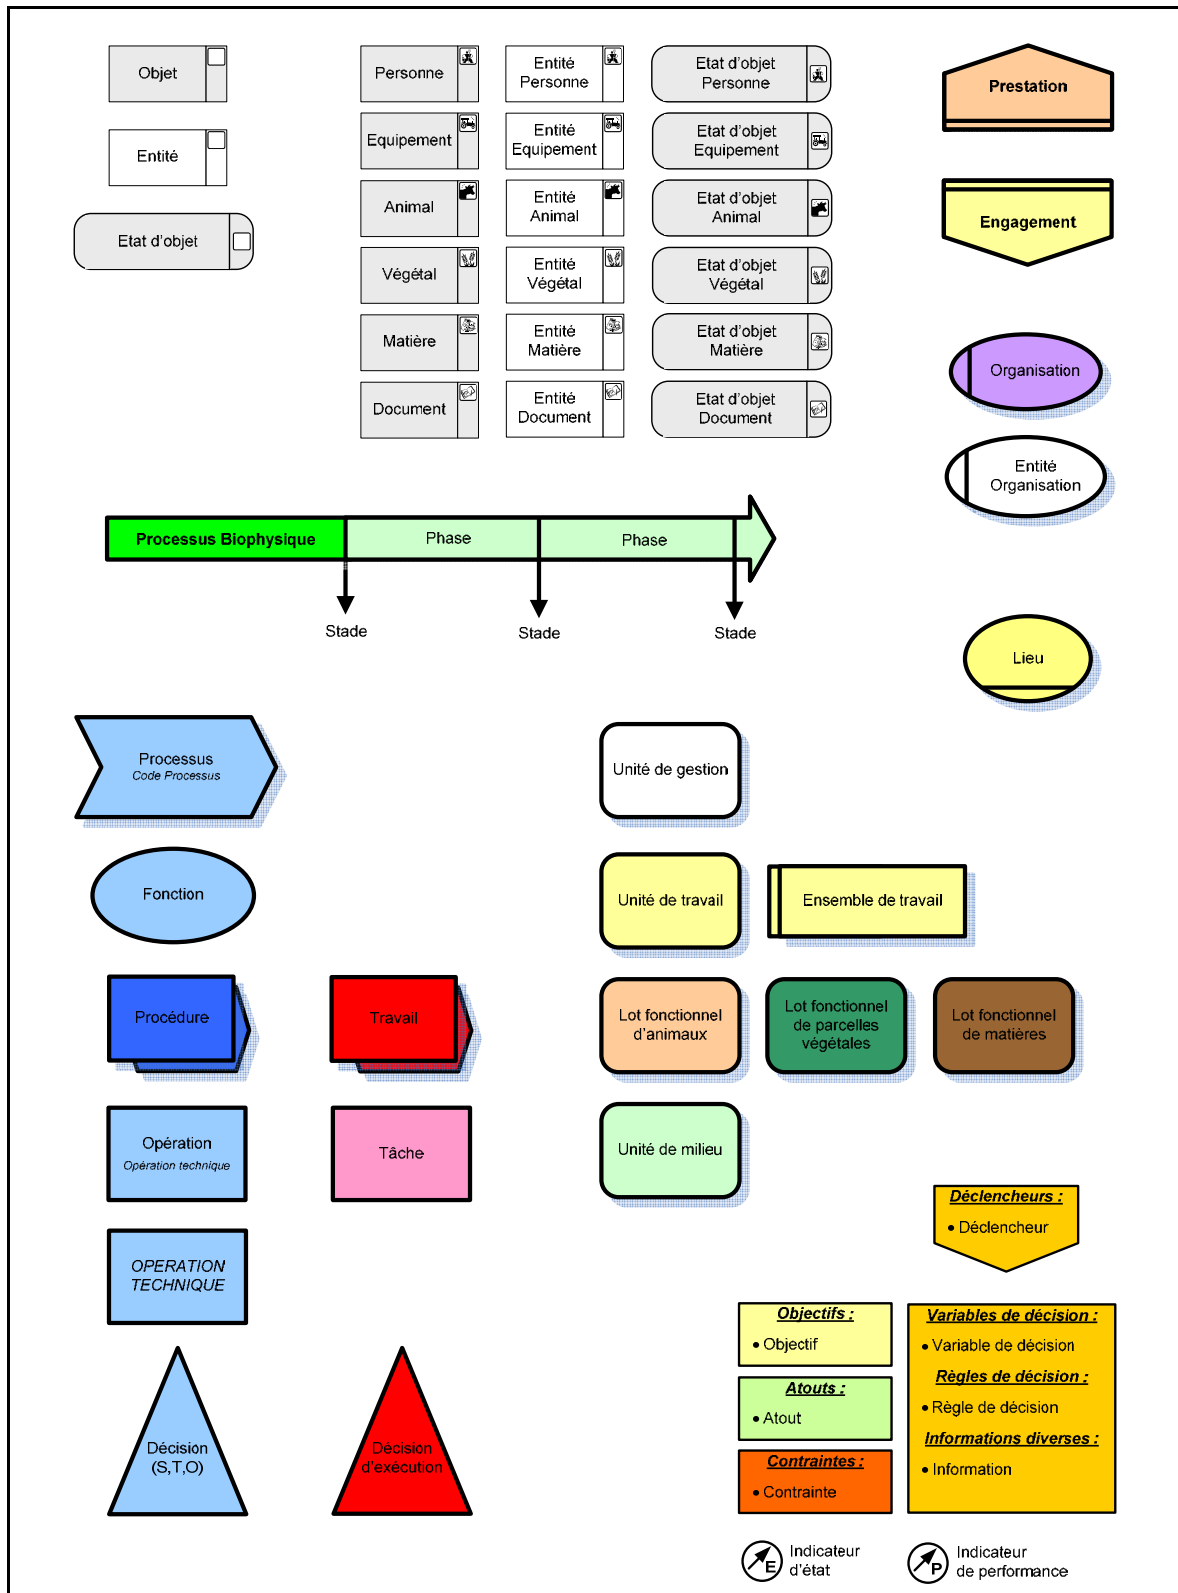 Objet
Entité
Etat d'objet
Personne
Entité
Personne
Etat d'objet
Personne
Equipement
Entité
Equipement
Etat d'objet
Equipement
Animal
Entité
Animal
Etat d'objet
Animal
Végétal
Entité
Végétal
Etat d'objet
Végétal
Matière
Entité
Matière
Etat d'objet
Matière
Document
Entité
Document
Etat d'objet
Document
Prestation
Engagement
Organisation
Entité
Organisation
Processus Biophysique
Phase
Phase
Stade
Stade
Stade
Lieu
Processus
Code Processus
Fonction
Procédure
Travail
Opération
Opération technique
Tâche
OPERATION
TECHNIQUE
Décision
(S,T,O)
Décision
d'exécution
Unité de gestion
Unité de travail
Ensemble de travail
Lot fonctionnel
d'animaux
Lot fonctionnel
de parcelles
végétales
Lot fonctionnel
de matières
Unité de milieu
Déclencheurs :
• Déclencheur
Objectifs :
• Objectif
Atouts :
• Atout
Contraintes :
• Contrainte
Variables de décision :
• Variable de décision
Règles de décision :
• Règle de décision
Informations diverses :
• Information
E
Indicateur
d'état
P
Indicateur
de performance